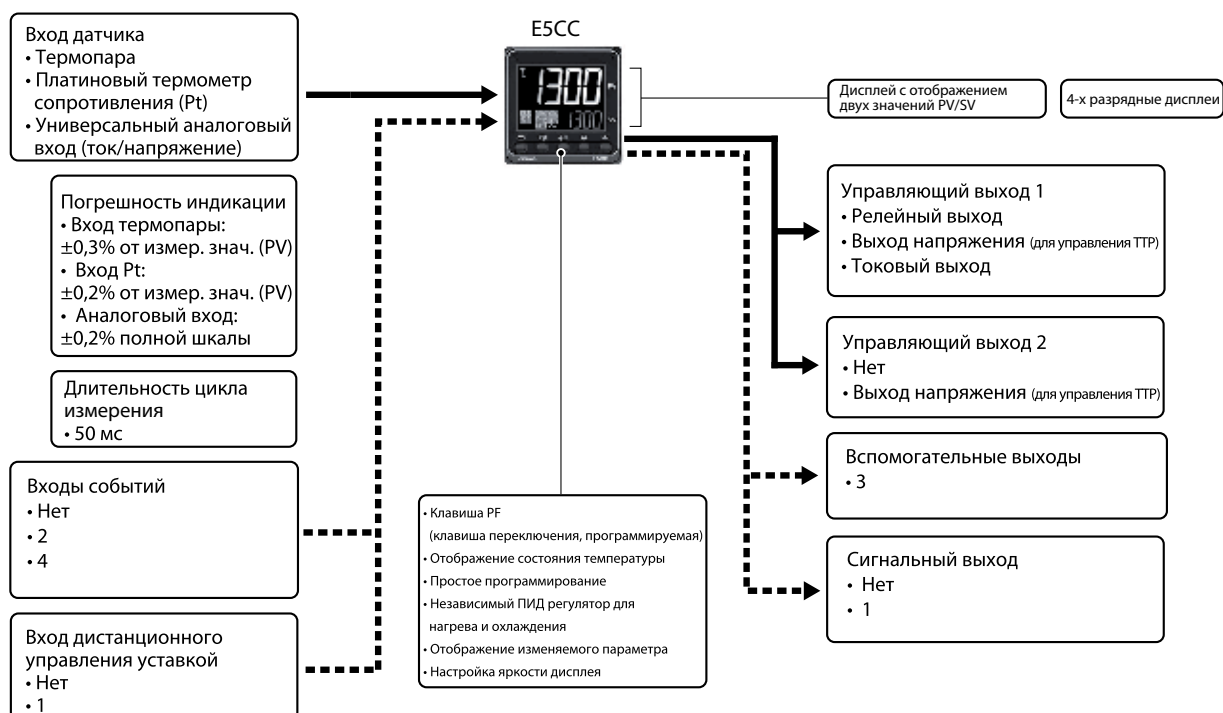 Вход датчика
• Термопара
• Платиновый термометр
сопротивления (Pt)
• Универсальный аналоговый
вход (ток/напряжение)
Погрешность индикации
• Вход термопары:
±0,3% от измер. знач. (PV)
• Вход Pt:
±0,2% от измер. знач. (PV)
• Аналоговый вход:
±0,2% полной шкалы
Длительность цикла
измерения
• 50 мс
Входы событий
• Нет
• 2
• 4
Вход дистанционного
управления уставкой
• Нет
• 1
E5CC
1300
1300
• Клавиша PF
(клавиша переключения, программируемая)
• Отображение состояния температуры
• Простое программирование
• Независимый ПИД регулятор для
нагрева и охлаждения
• Отображение изменяемого параметра
• Настройка яркости дисплея
Дисплей с отображением
двух значений PV/SV
4-х разрядные дисплеи
Управляющий выход 1
• Релейный выход
• Выход напряжения (для управления ТТР)
• Токовый выход
Управляющий выход 2
• Нет
• Выход напряжения (для управления ТТР)
Вспомогательные выходы
• 3
Сигнальный выход
• Нет
• 1